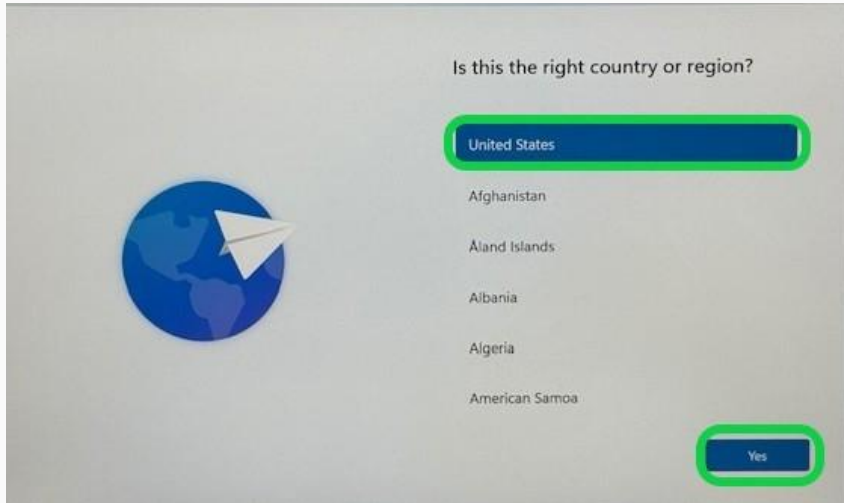 Is this the right country or region?
United States
Afghanistan
Åland Islands
Albania
Algeria
American Samoa
Yes